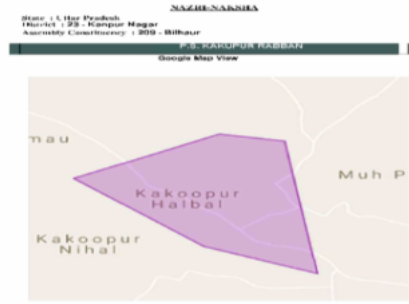 NAZRI-NAKSHA
State : Uttar Pradesh
District : 23 - Kanpur Nagar
Assembly Constituency : 209 - Bilhaur
P.S. KAKUPUR RABBAN
Google Map View
mau
Muh P
Kakoopur
Halbal
Kakoopur
Nihal